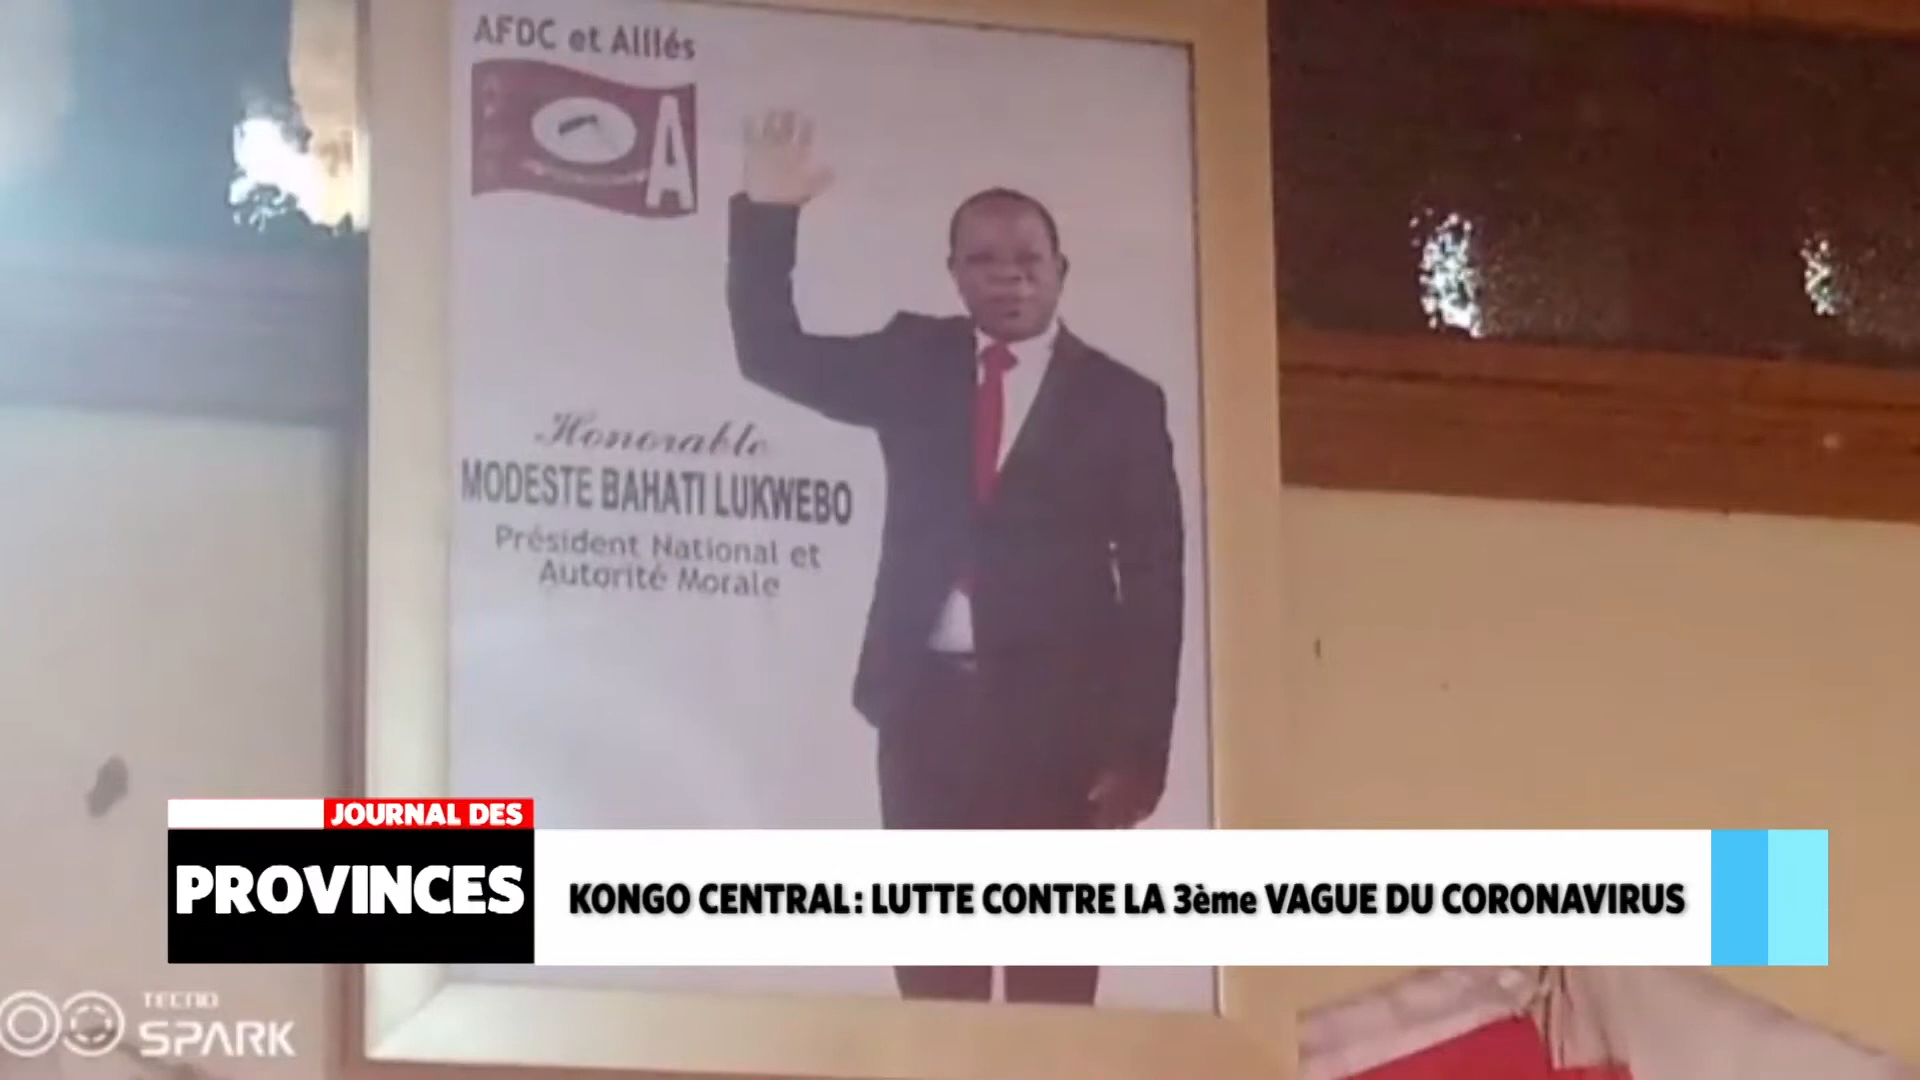 AFDC et Alliés
A
Honorable
MODESTE BAHATI LUKWEBO
Président National et
Autorité Morale
JOURNAL DES
PROVINCES
KONGO CENTRAL: LUTTE CONTRE LA 3ème VAGUE DU CORONAVIRUS
TECNO
SPARK